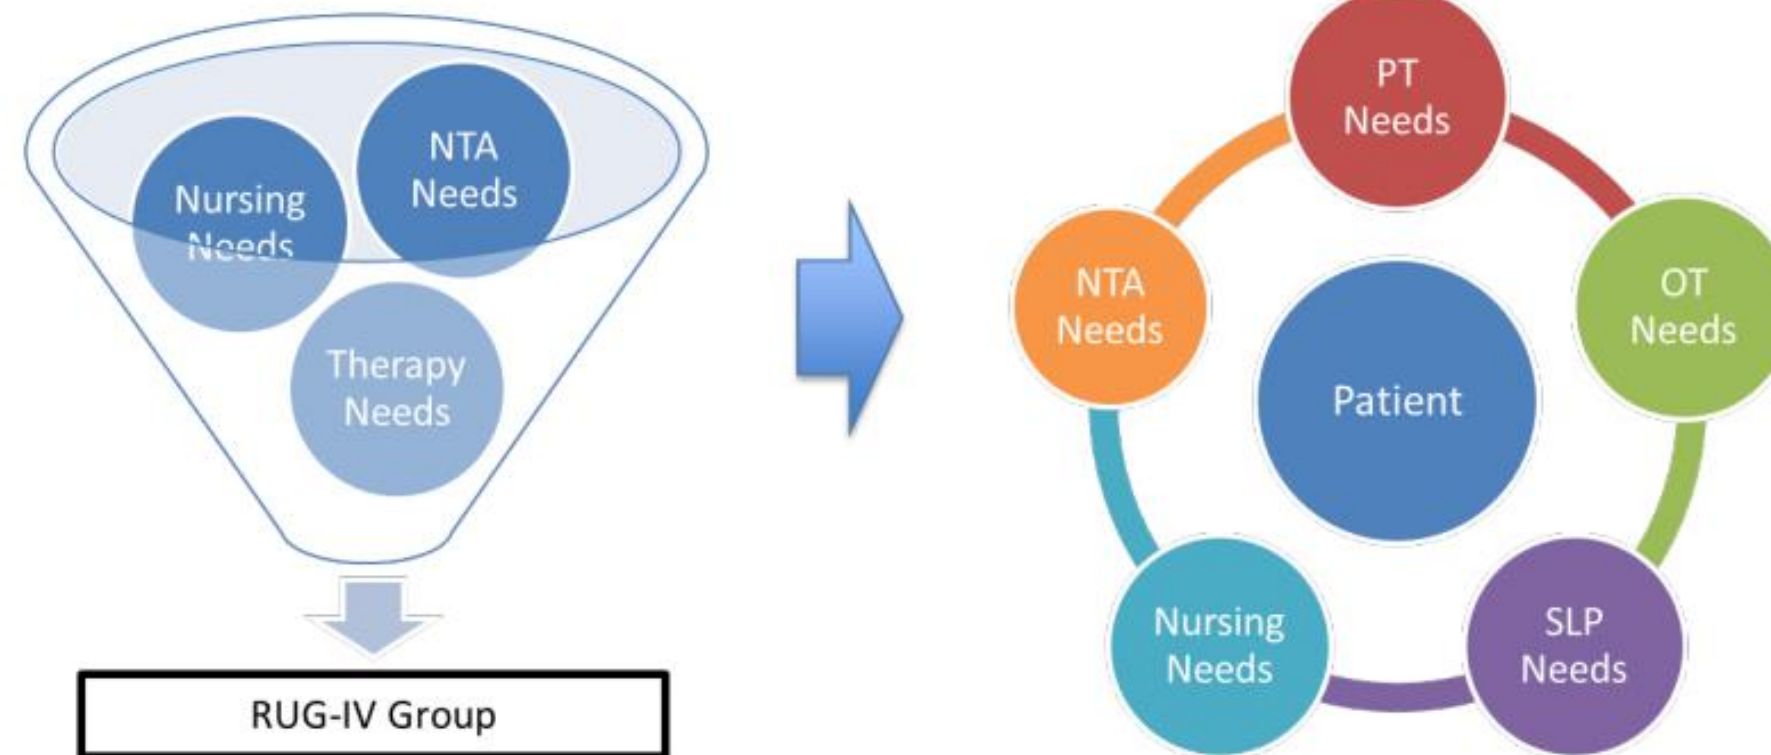 NTA
Needs
Nursing
Needs
Therapy
Needs
RUG-IV Group
PT
Needs
NTA
Needs
OT
Needs
Patient
Nursing
Needs
SLP
Needs